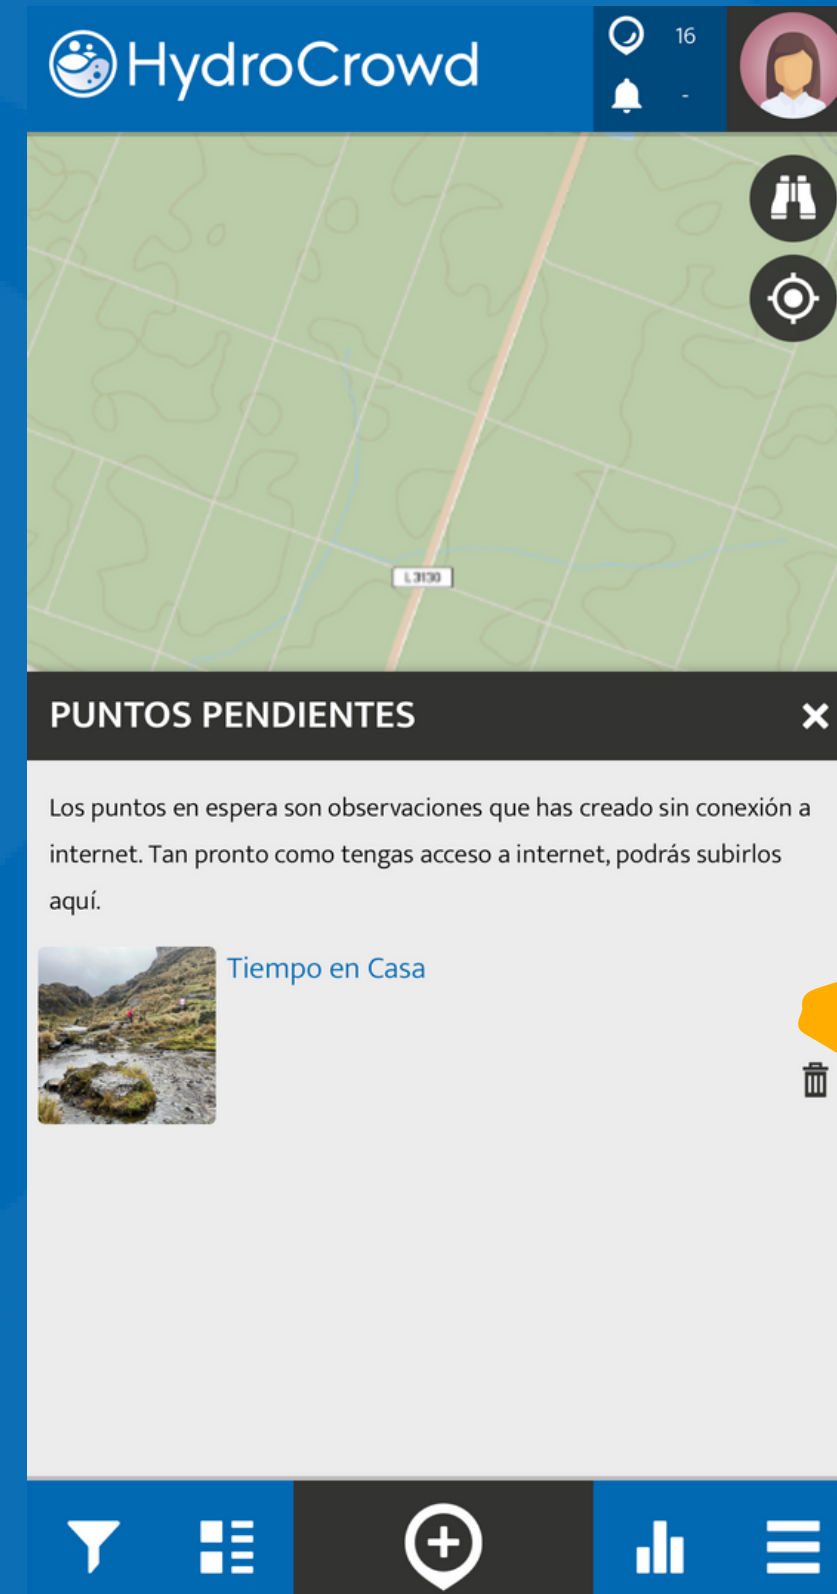 HydroCrowd
16
-
L 3130
PUNTOS PENDIENTES
Los puntos en espera son observaciones que has creado sin conexión a
internet. Tan pronto como tengas acceso a internet, podrás subirlos
aquí.
Tiempo en Casa